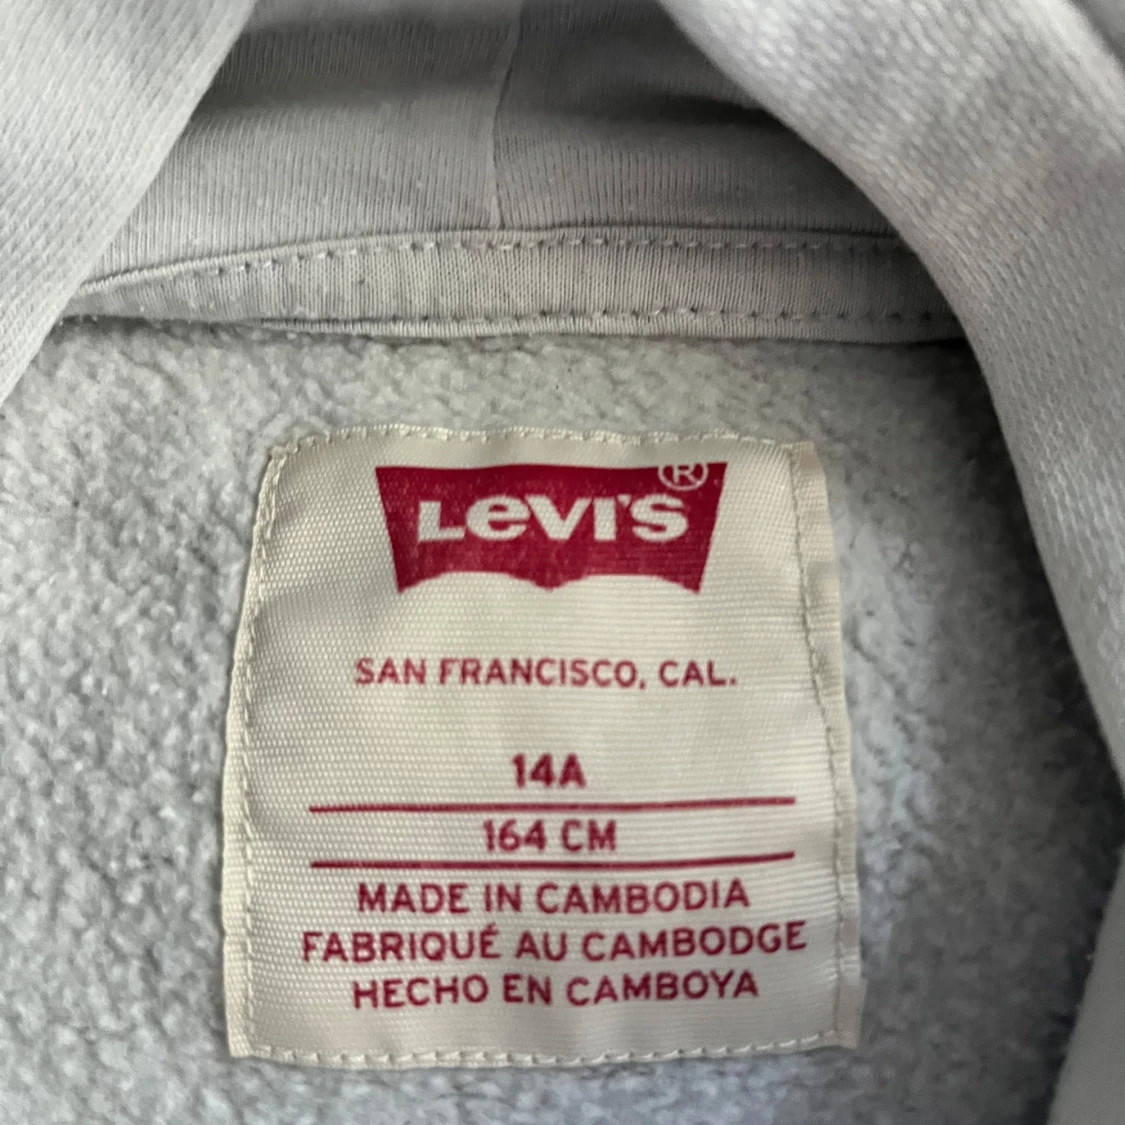 Levi's®
SAN FRANCISCO, CAL.
14A
164 CM
MADE IN CAMBODIA
FABRIQUÉ AU CAMBODGE
HECHO EN CAMBOYA